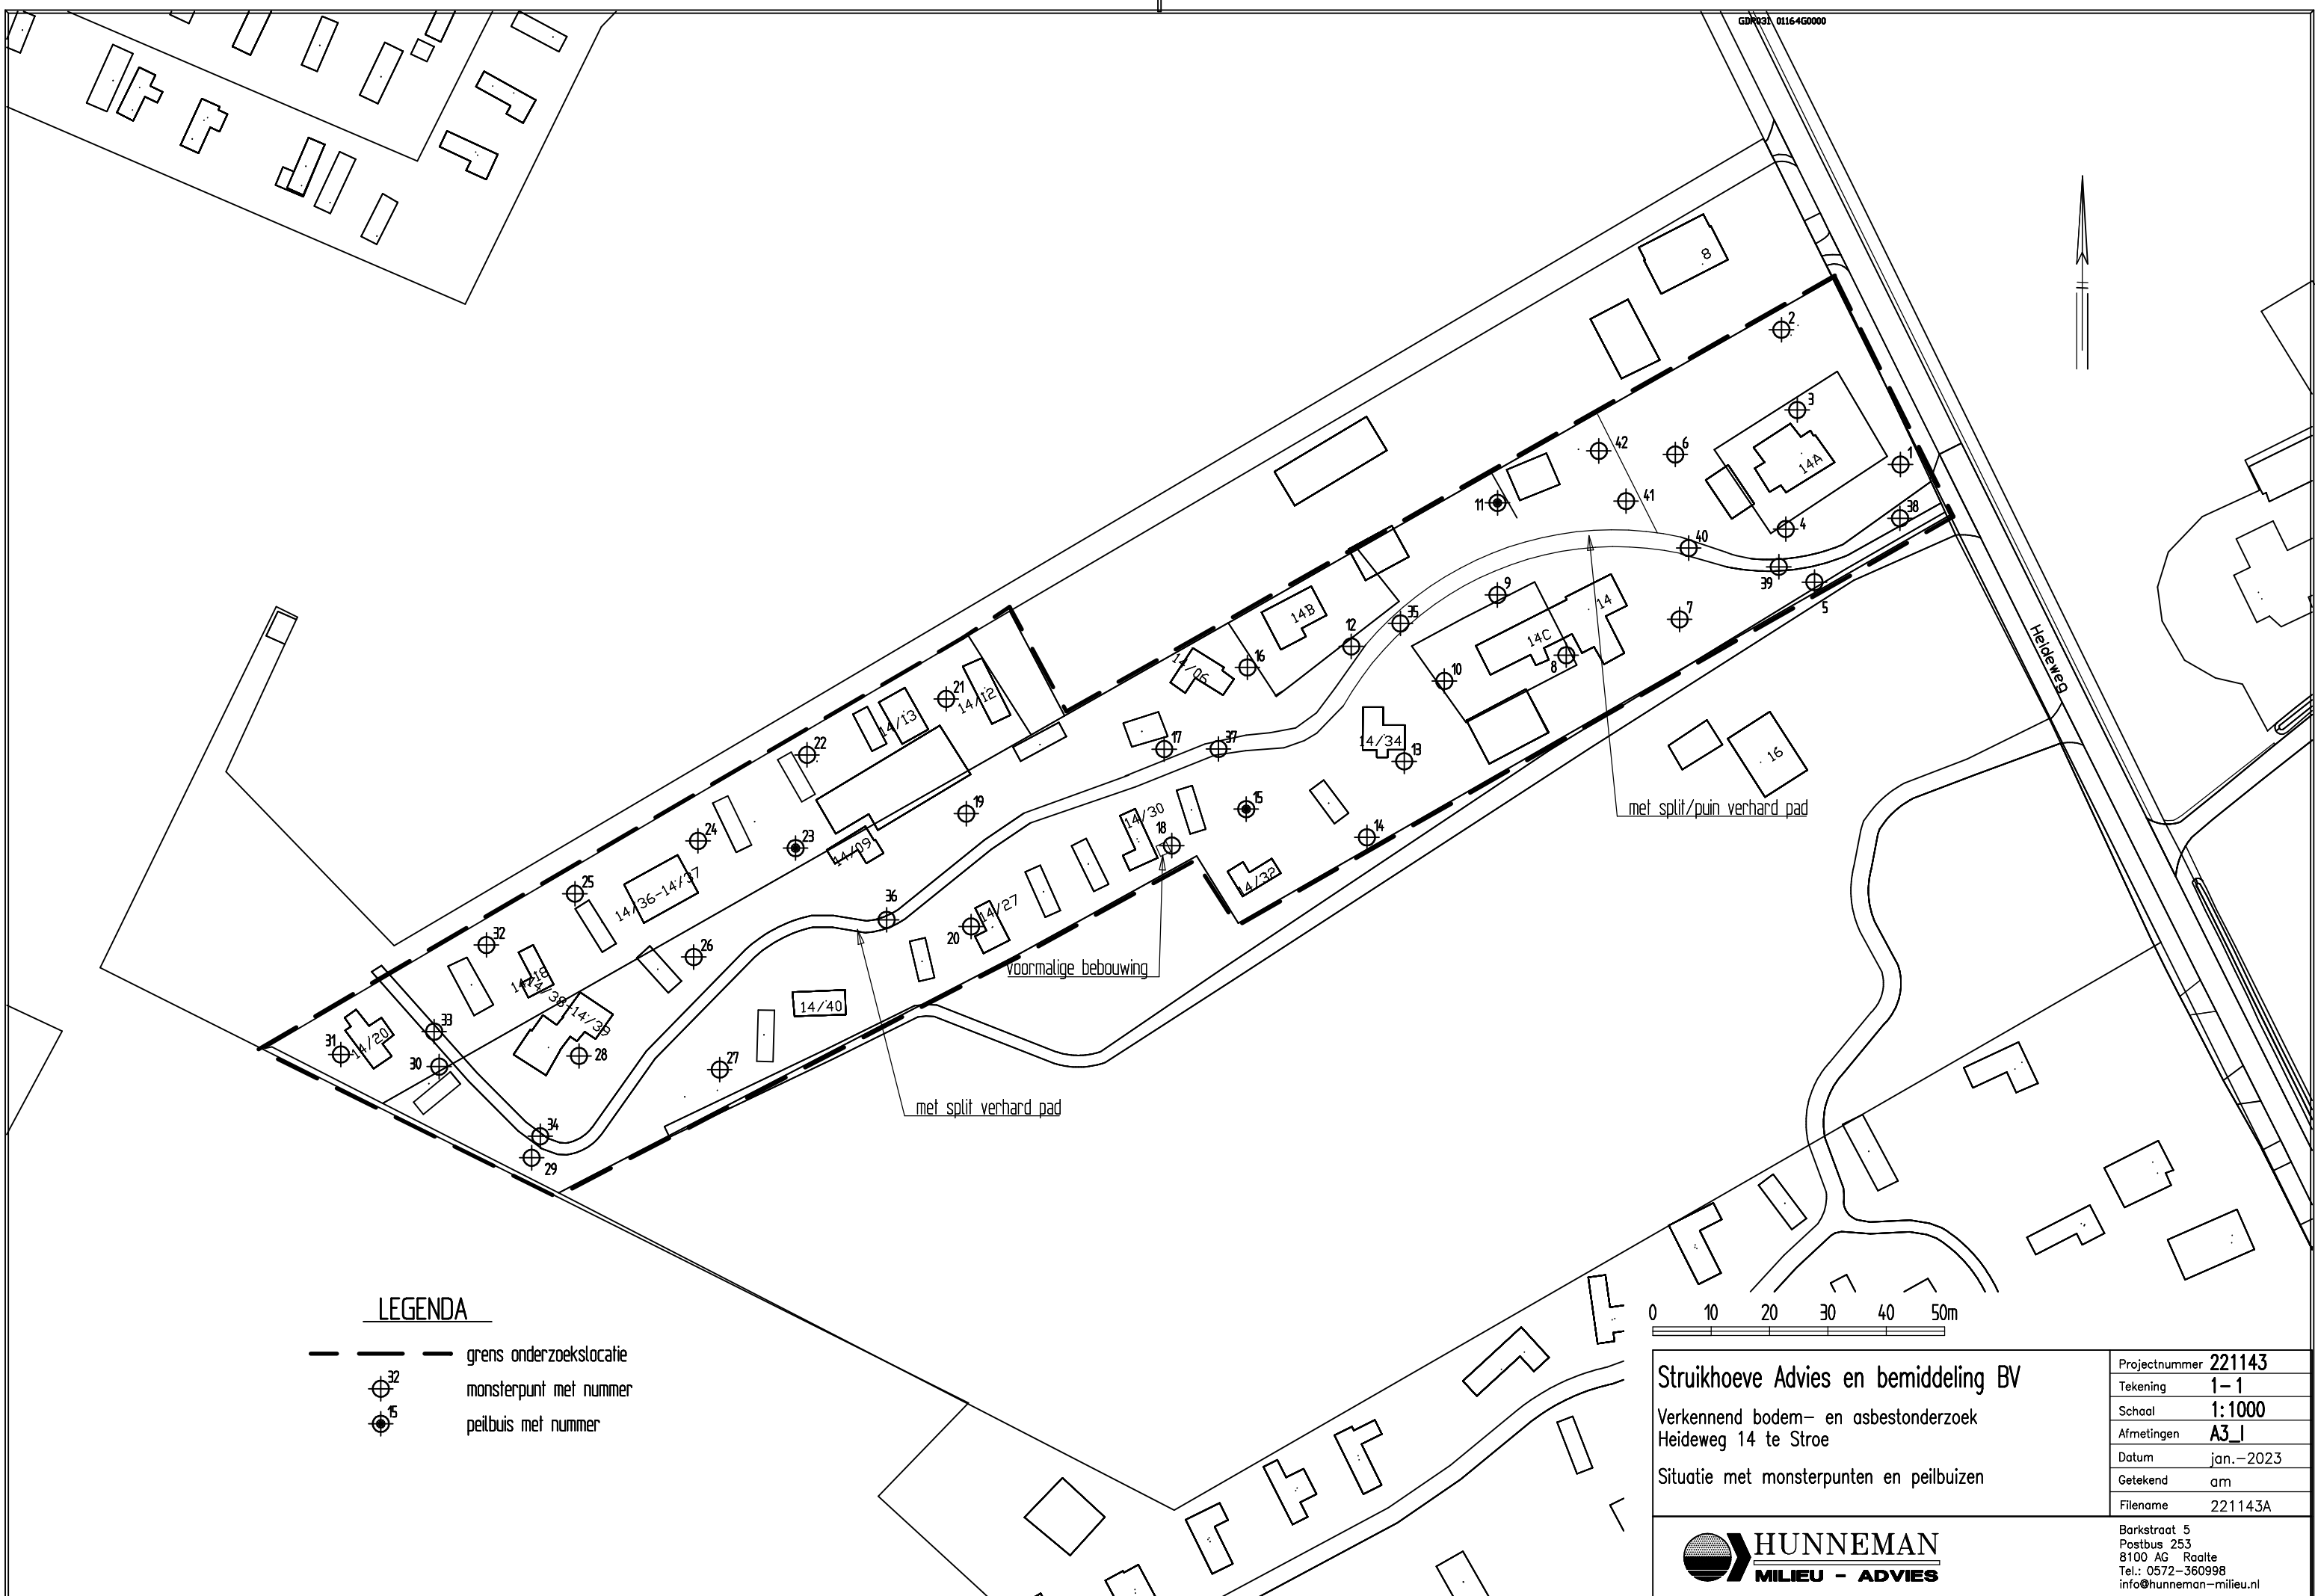 GDR031 01164G0000
8
2
3
42
6
14A
1
11
41
38
4
40
39
5
9
14
7
14B
12
35
14C
8
14/06
16
10
Heideweg
21
14/12
14/13
17
37
14/34
13
16
22
met split/puin verhard pad
19
14/30
15
18
14
24
23
14/09
14/32
25
14/36-14/37
36
14/27
20
32
26
voormalige bebouwing
14/18
14/38-14/39
14/40
33
31
14/20
30
28
27
met split verhard pad
34
29
LEGENDA
grens onderzoekslocatie
32
monsterpunt met nummer
15
peilbuis met nummer
0 10 20 30 40 50m
Struikhoeve Advies en bemiddeling BV
Verkennend bodem- en asbestonderzoek
Heideweg 14 te Stroe
Situatie met monsterpunten en peilbuizen
Projectnummer 221143
Tekening 1-1
Schaal 1:1000
Afmetingen A3_l
Datum jan.-2023
Getekend am
Filename 221143A
HUNNEMAN
MILIEU - ADVIES
Barkstraat 5
Postbus 253
8100 AG Raalte
Tel.: 0572-360998
info@hunneman-milieu.nl